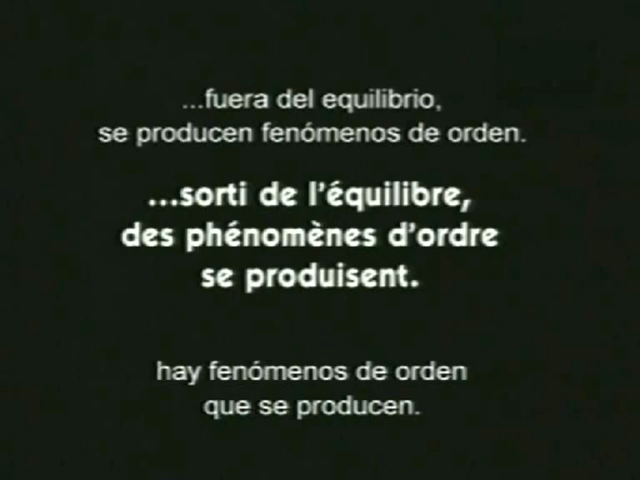 ...fuera del equilibrio,
se producen fenómenos de orden.
...sorti de l'équilibre,
des phénomènes d'ordre
se produisent.
hay fenómenos de orden
que se producen.